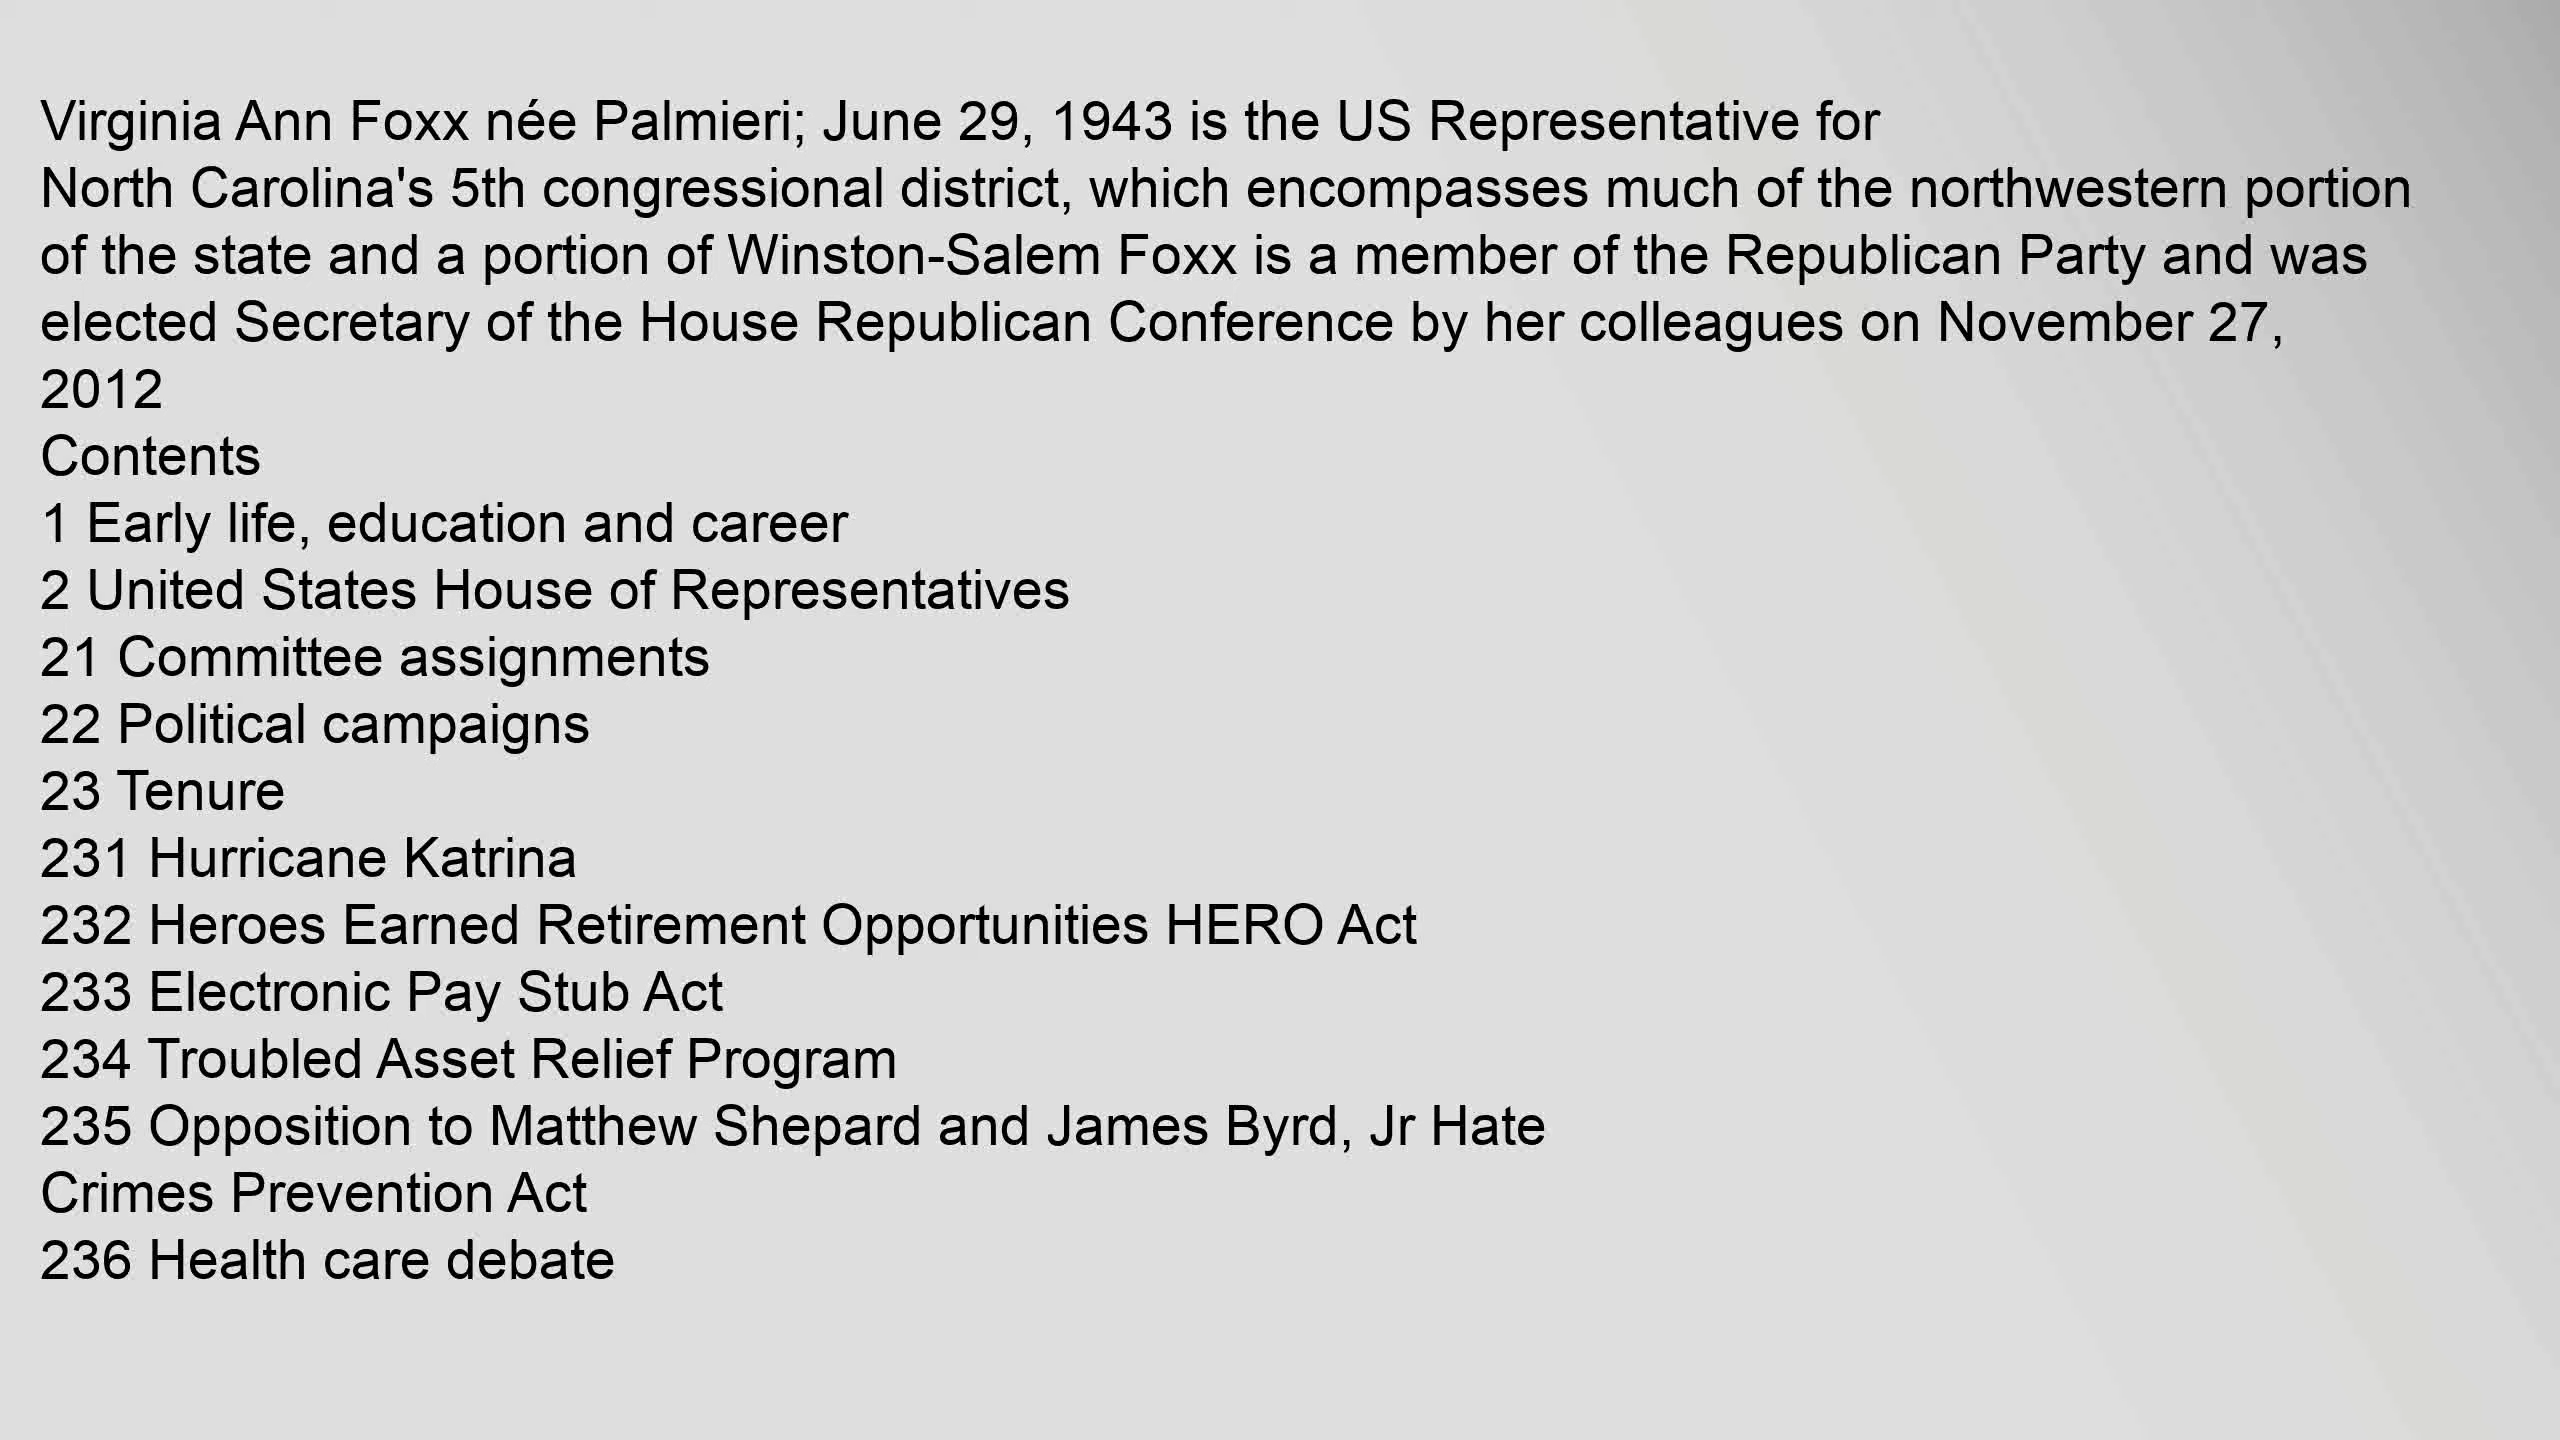 Virginia Ann Foxx née Palmieri; June 29, 1943 is the US Representative for
North Carolina's 5th congressional district, which encompasses much of the northwestern portion
of the state and a portion of Winston-Salem Foxx is a member of the Republican Party and was
elected Secretary of the House Republican Conference by her colleagues on November 27,
2012
Contents
1 Early life, education and career
2 United States House of Representatives
21 Committee assignments
22 Political campaigns
23 Tenure
231 Hurricane Katrina
232 Heroes Earned Retirement Opportunities HERO Act
233 Electronic Pay Stub Act
234 Troubled Asset Relief Program
235 Opposition to Matthew Shepard and James Byrd, Jr Hate
Crimes Prevention Act
236 Health care debate